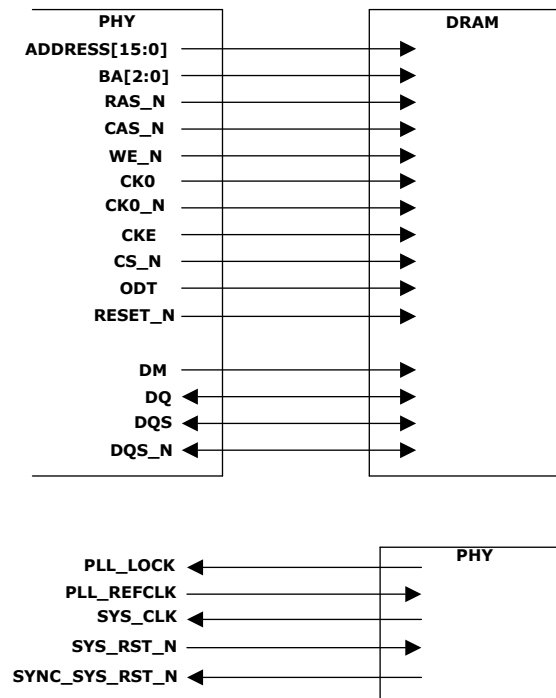 PHY DRAM
ADDRESS[15:0]
BA[2:0]
RAS_N
CAS_N
WE_N
CK0
CK0_N
CKE
CS_N
ODT
RESET_N
DM
DQ
DQS
DQS_N
PHY
PLL_LOCK
PLL_REFCLK
SYS_CLK
SYS_RST_N
SYNC_SYS_RST_N